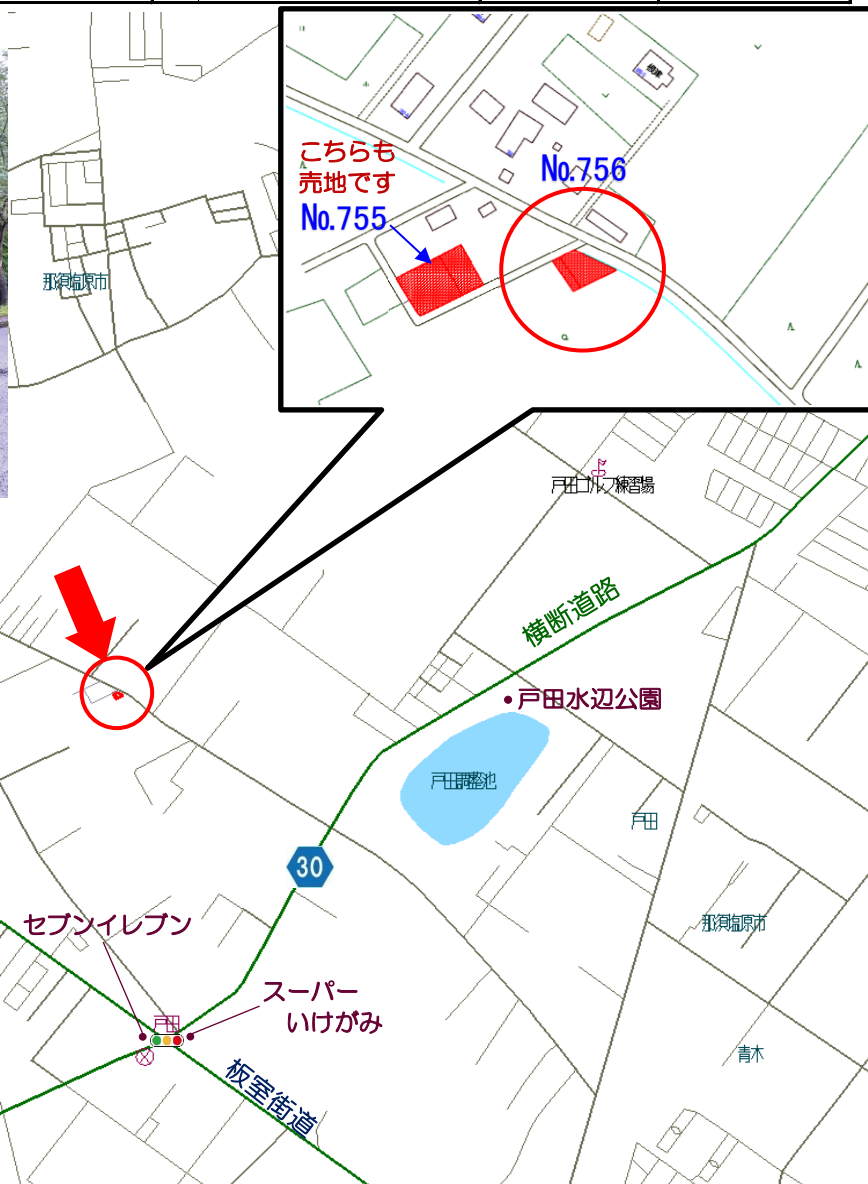 こちらも
売地です
No.755
No.756
那須塩原市
戸田ゴルフ練習場
横断道路
戸田水辺公園
戸田調整池
戸田
30
那須塩原市
セブンイレブン
スーパー
いけがみ
戸田
青木
板室街道